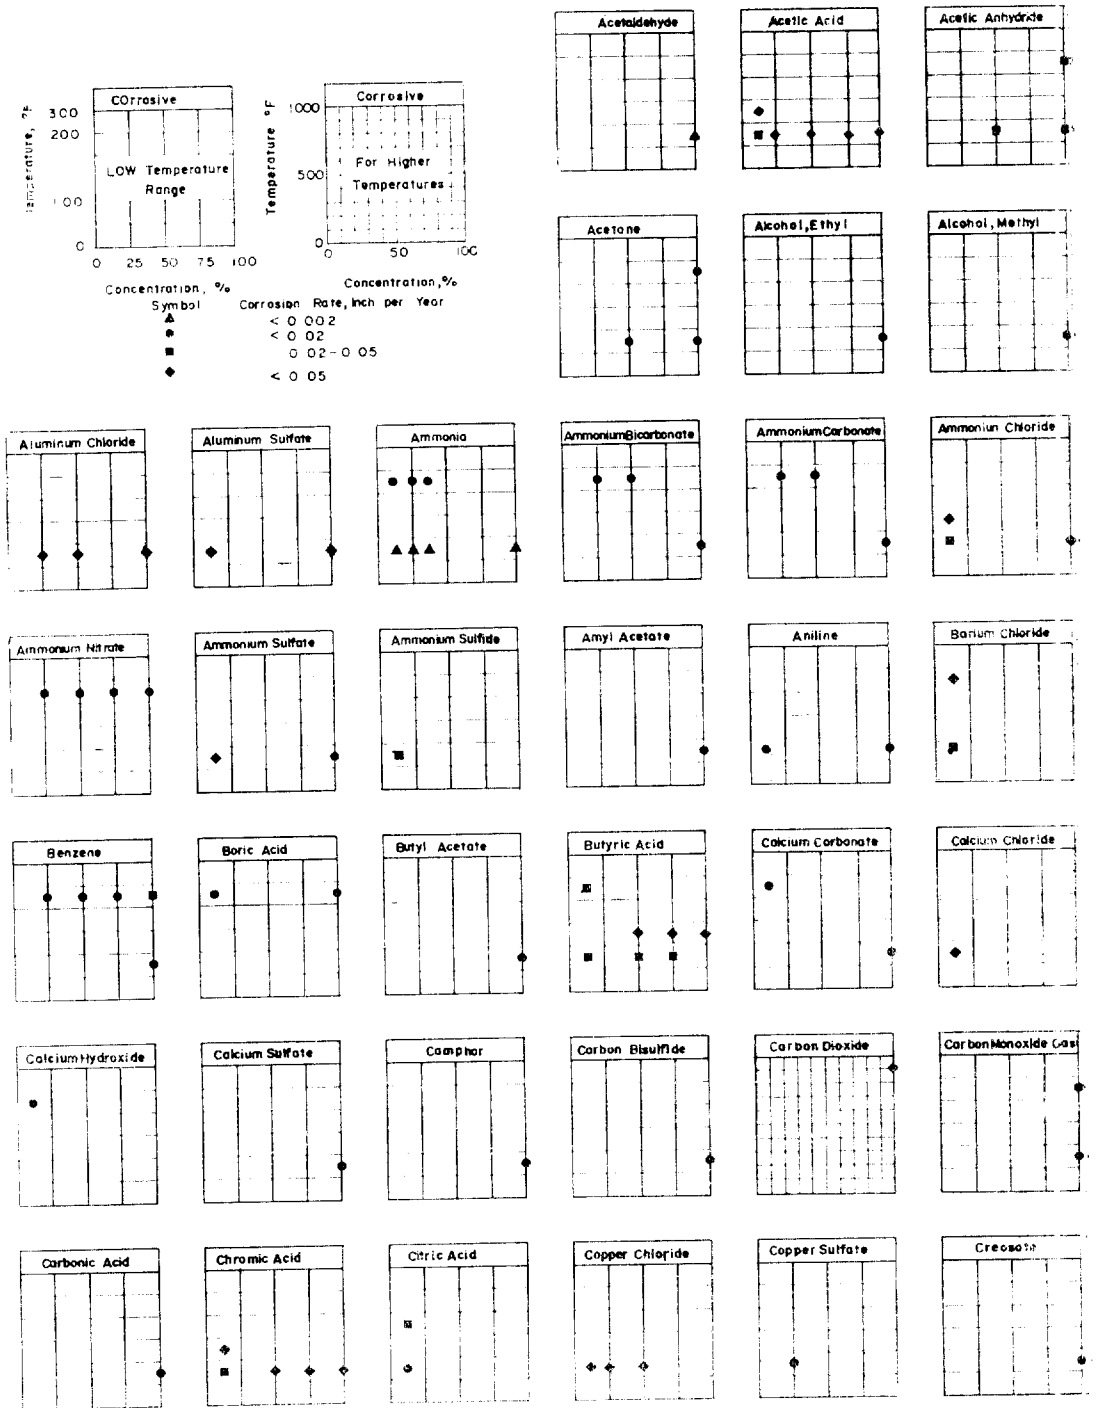 Acetaldehyde
Acetic Acid
Acetic Anhydride
Corrosive
300
200
100
0
Temperature, °F
LOW Temperature
Range
0 25 50 75 100
Concentration, %
Corrosive
1000
500
0
Temperature °F
For Higher
Temperatures
0 50 100
Concentration,%
Symbol Corrosion Rate, Inch per Year
▲ < 0 002
● < 0 02
■ 0 02-0 05
◆ < 0 05
Acetone
Alcohol, Ethyl
Alcohol, Methyl
Aluminum Chloride
Aluminum Sulfate
Ammonia
Ammonium Bicarbonate
Ammonium Carbonate
Ammoniun Chloride
Ammonium Nitrate
Ammonium Sulfate
Ammonium Sulfide
Amyl Acetate
Aniline
Barium Chloride
Benzene
Boric Acid
Butyl Acetate
Butyric Acid
Calcium Carbonate
Calcium Chloride
Calcium Hydroxide
Calcium Sulfate
Camphor
Carbon Bisulfide
Carbon Dioxide
Carbon Monoxide Gas
Carbonic Acid
Chromic Acid
Citric Acid
Copper Chloride
Copper Sulfate
Creosote